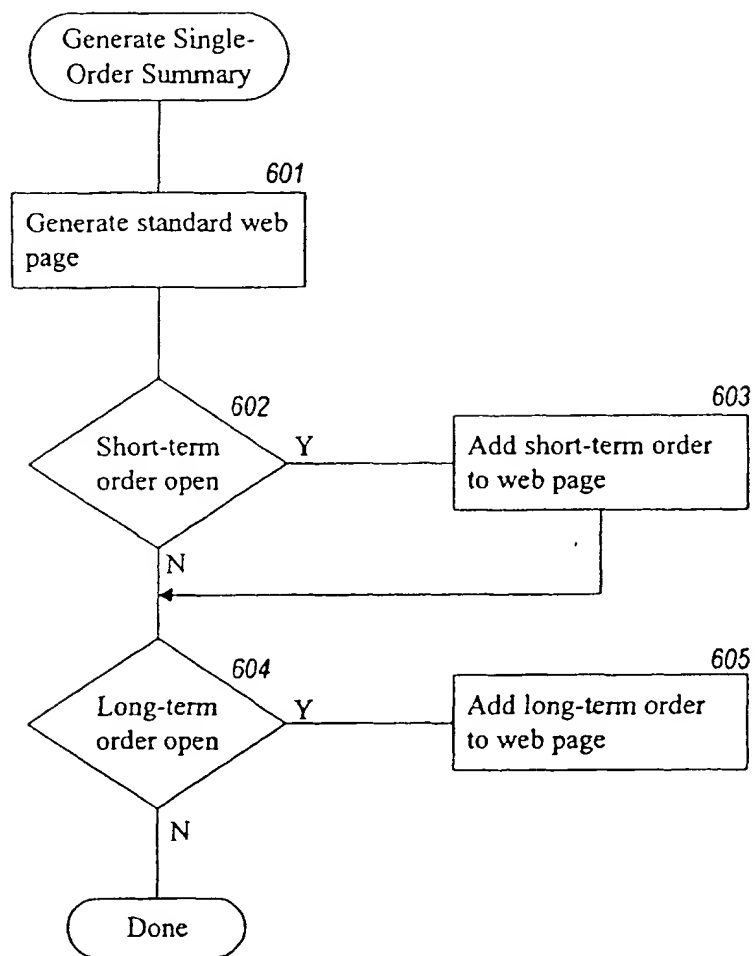 Generate Single-
Order Summary
601
Generate standard web
page
602
Short-term
order open
Y
N
603
Add short-term order
to web page
604
Long-term
order open
Y
N
605
Add long-term order
to web page
Done